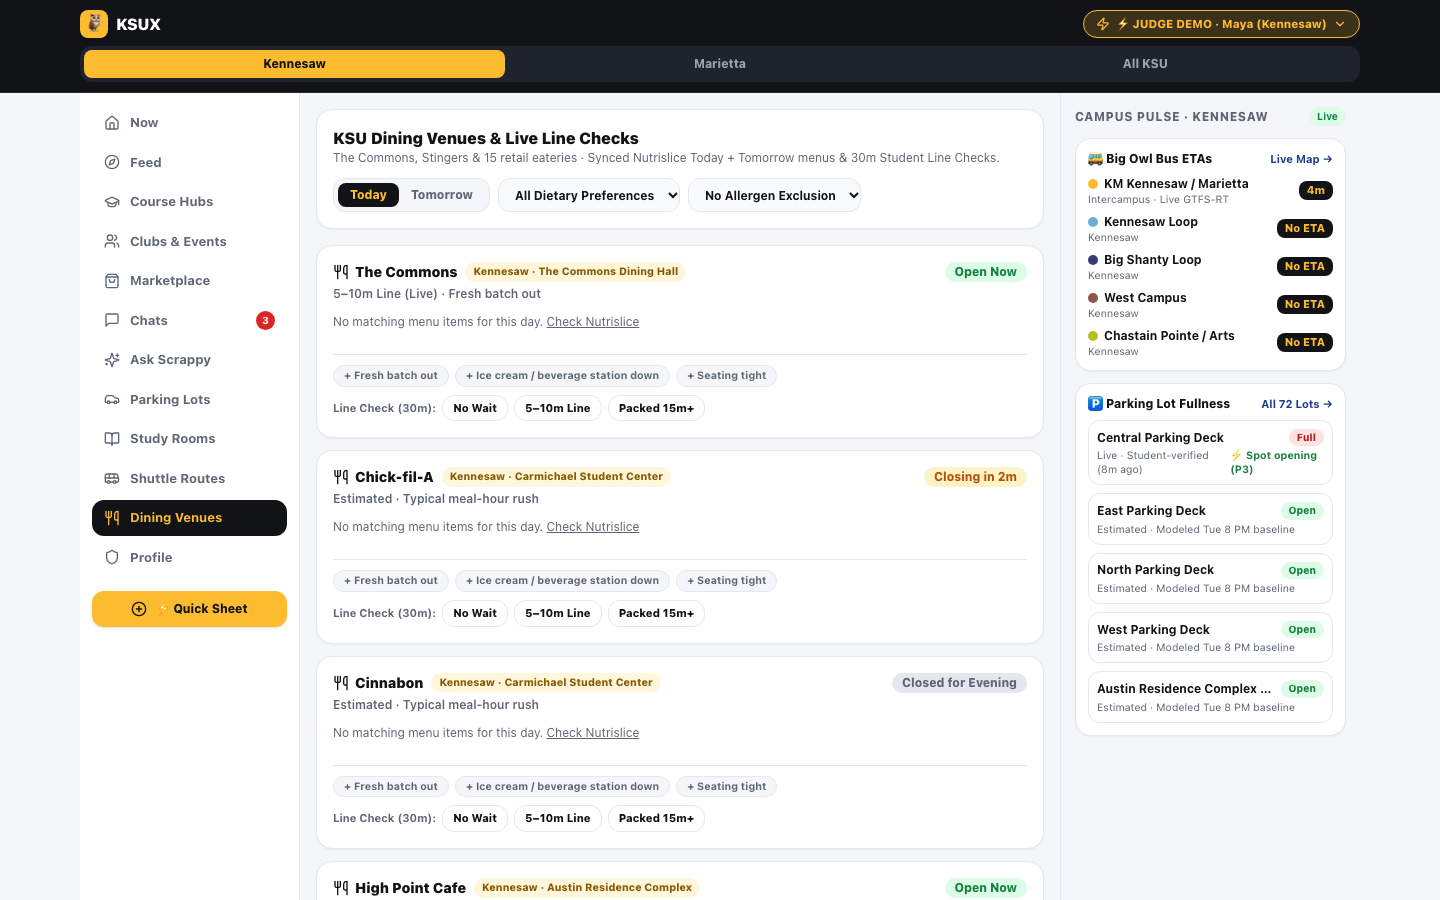 KSUX
⚡ JUDGE DEMO · Maya (Kennesaw)
Kennesaw
Marietta
All KSU
Now
Feed
Course Hubs
Clubs & Events
Marketplace
Chats
3
Ask Scrappy
Parking Lots
Study Rooms
Shuttle Routes
Dining Venues
Profile
⚡ Quick Sheet
KSU Dining Venues & Live Line Checks
The Commons, Stingers & 15 retail eateries · Synced Nutrislice Today + Tomorrow menus & 30m Student Line Checks.
Today
Tomorrow
All Dietary Preferences
No Allergen Exclusion
The Commons
Kennesaw · The Commons Dining Hall
Open Now
5–10m Line (Live) · Fresh batch out
No matching menu items for this day. Check Nutrislice
+ Fresh batch out
+ Ice cream / beverage station down
+ Seating tight
Line Check (30m):
No Wait
5–10m Line
Packed 15m+
Chick-fil-A
Kennesaw · Carmichael Student Center
Closing in 2m
Estimated · Typical meal-hour rush
No matching menu items for this day. Check Nutrislice
+ Fresh batch out
+ Ice cream / beverage station down
+ Seating tight
Line Check (30m):
No Wait
5–10m Line
Packed 15m+
Cinnabon
Kennesaw · Carmichael Student Center
Closed for Evening
Estimated · Typical meal-hour rush
No matching menu items for this day. Check Nutrislice
+ Fresh batch out
+ Ice cream / beverage station down
+ Seating tight
Line Check (30m):
No Wait
5–10m Line
Packed 15m+
High Point Cafe
Kennesaw · Austin Residence Complex
Open Now
CAMPUS PULSE · KENNESAW
Live
🚌 Big Owl Bus ETAs
Live Map →
KM Kennesaw / Marietta
Intercampus · Live GTFS-RT
4m
Kennesaw Loop
Kennesaw
No ETA
Big Shanty Loop
Kennesaw
No ETA
West Campus
Kennesaw
No ETA
Chastain Pointe / Arts
Kennesaw
No ETA
🅿️ Parking Lot Fullness
All 72 Lots →
Central Parking Deck
Full
Live · Student-verified (8m ago)
⚡ Spot opening (P3)
East Parking Deck
Open
Estimated · Modeled Tue 8 PM baseline
North Parking Deck
Open
Estimated · Modeled Tue 8 PM baseline
West Parking Deck
Open
Estimated · Modeled Tue 8 PM baseline
Austin Residence Complex ...
Open
Estimated · Modeled Tue 8 PM baseline